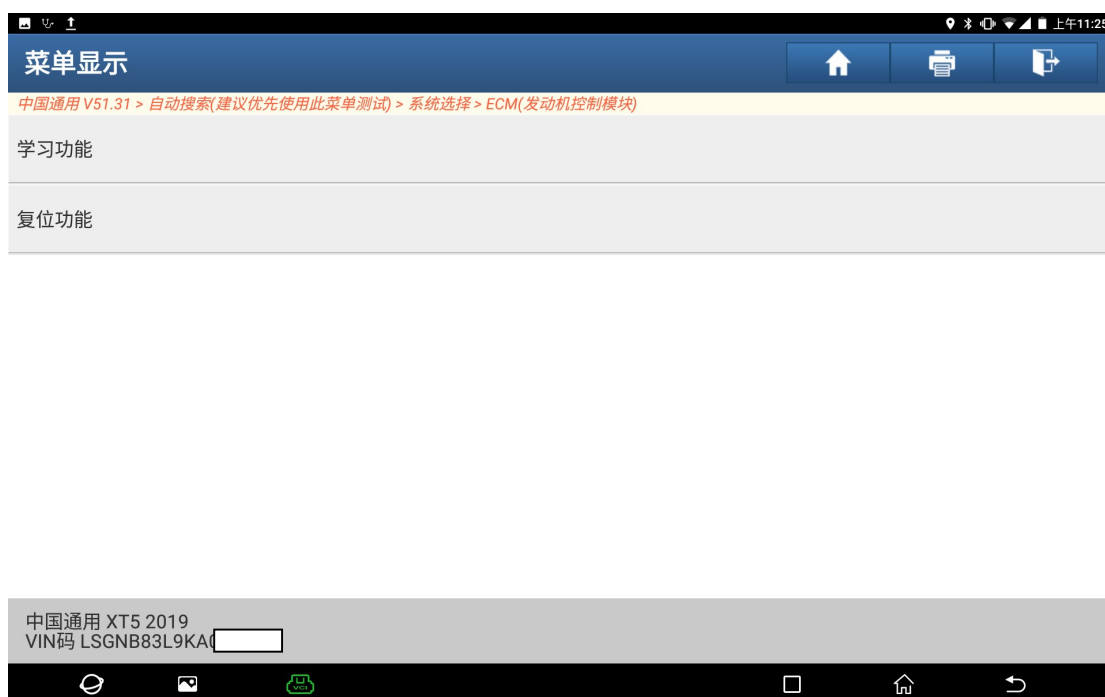 上午11:25
菜单显示
中国通用 V51.31 > 自动搜索(建议优先使用此菜单测试) > 系统选择 > ECM(发动机控制模块)
学习功能
复位功能
中国通用 XT5 2019
VIN码 LSGNB83L9KA
VCI